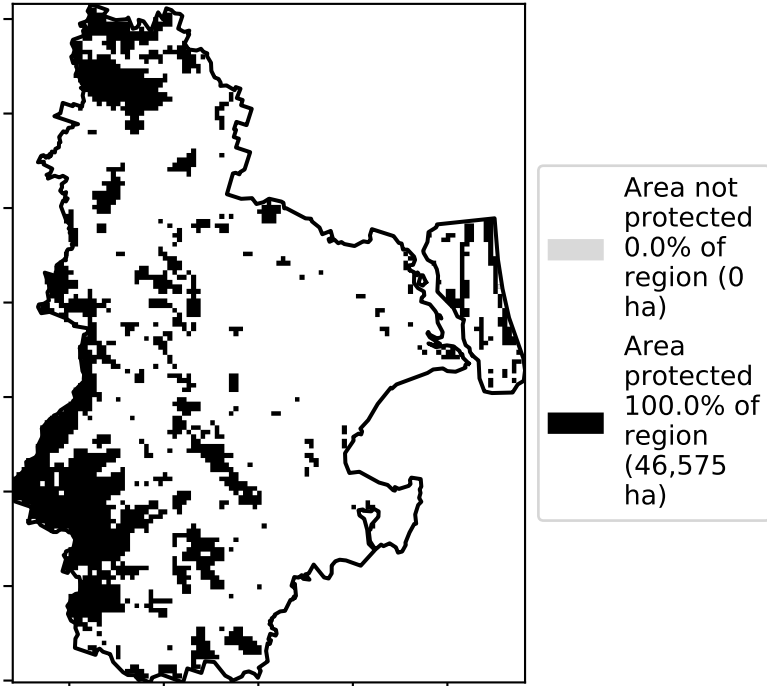 Area not
protected
0.0% of
region (0
ha)
Area
protected
100.0% of
region
(46,575
ha)